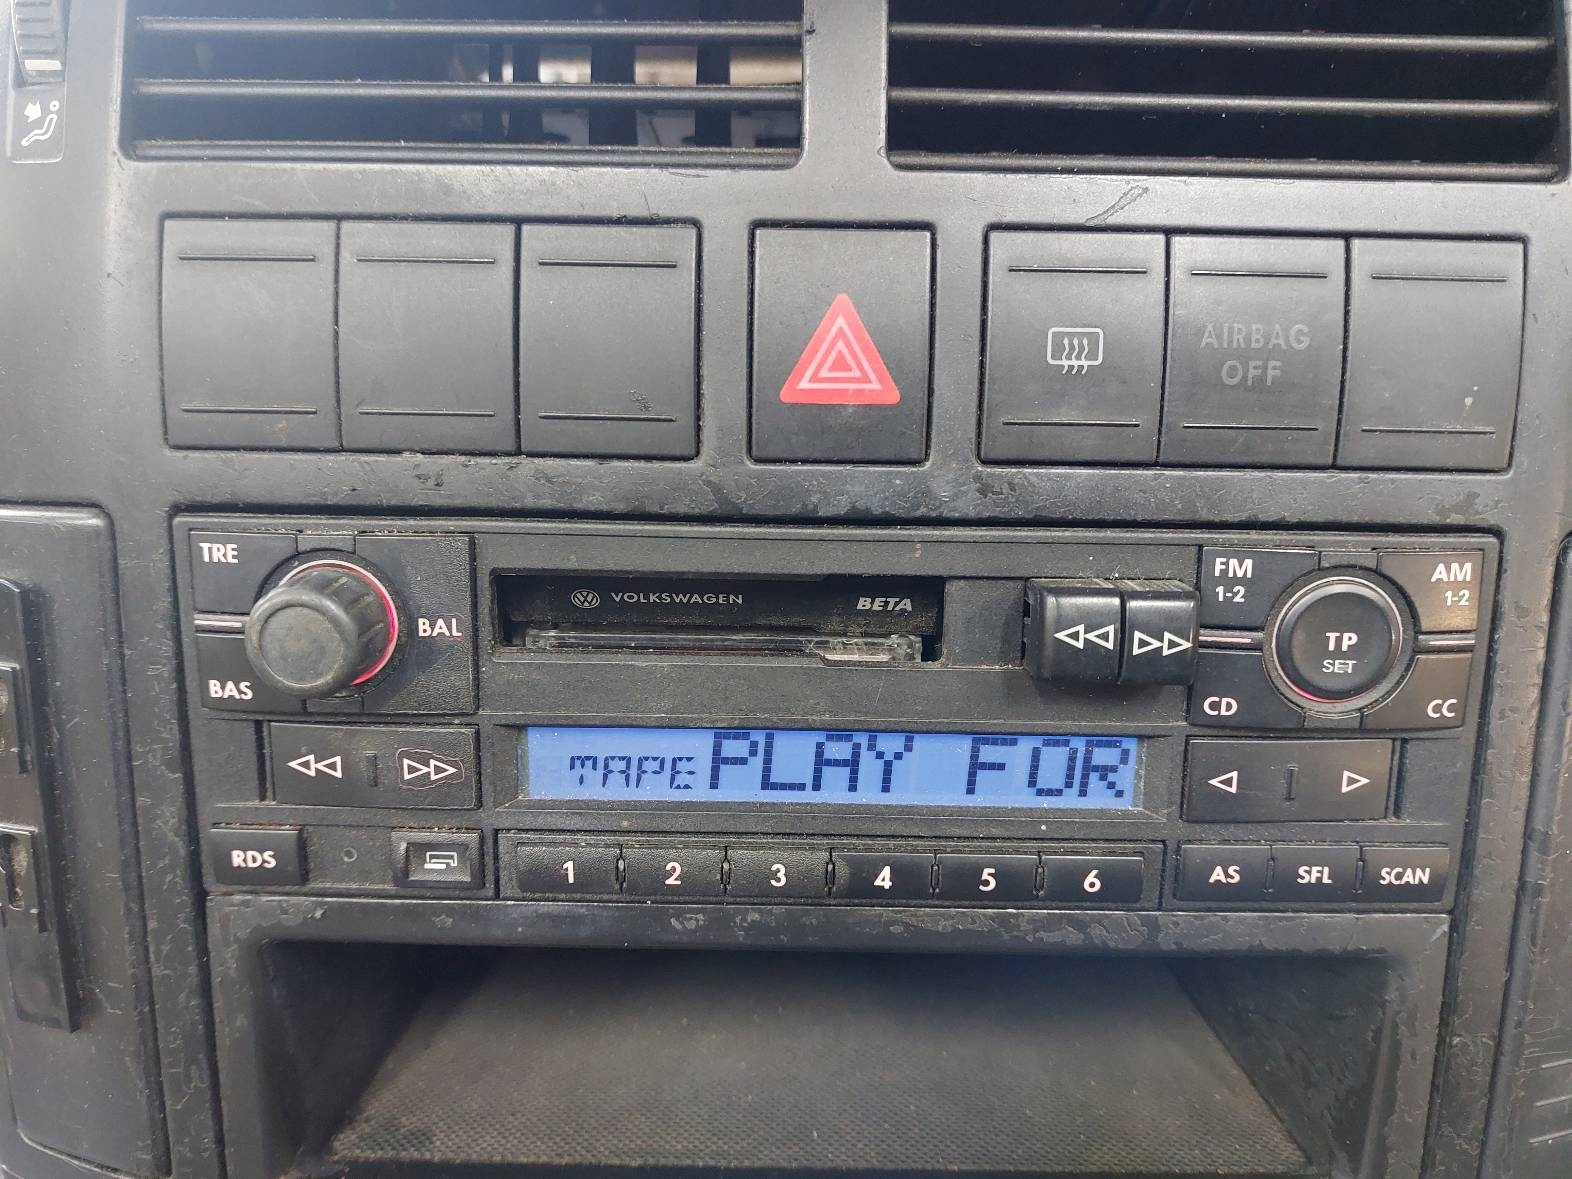 AIRBAG
OFF
TRE
BAL
BAS
VOLKSWAGEN BETA
FM
1-2
AM
1-2
TP
SET
CD
CC
TAPE PLAY FOR
RDS
1 2 3 4 5 6
AS SFL SCAN